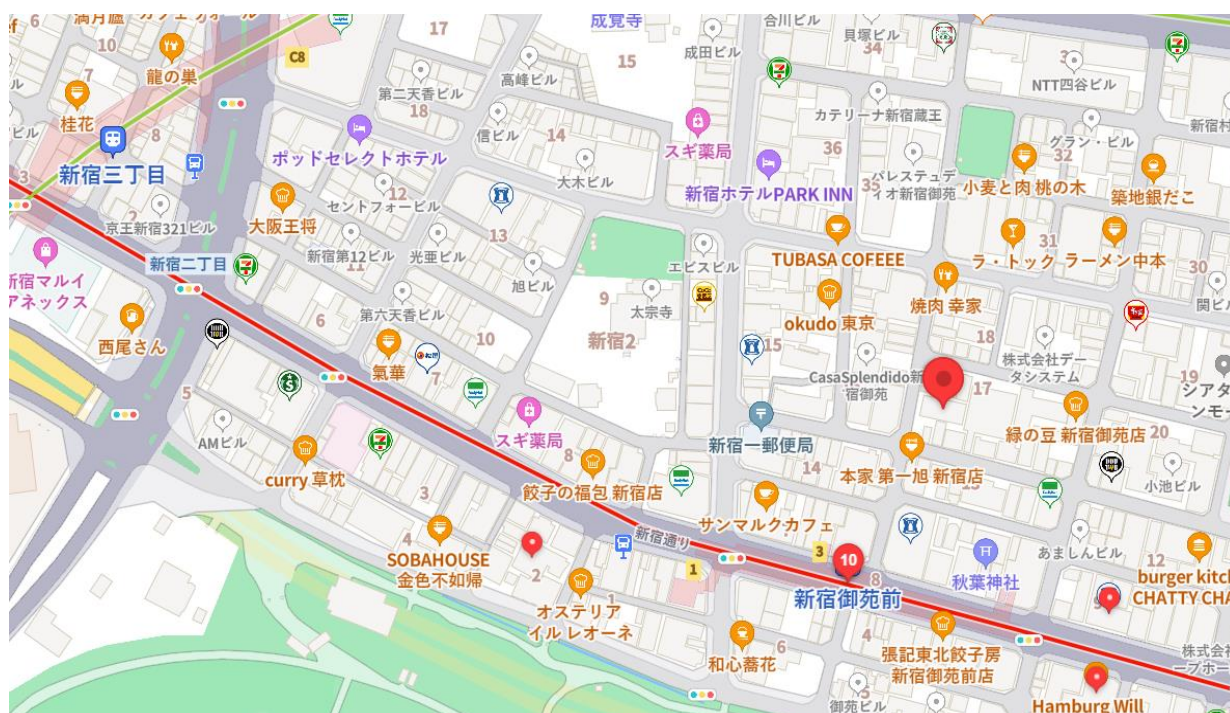 満月廬
カフェ ウォール
6
10
龍の巣
7
桂花
8
C8
17
成覚寺
15
成田ビル
合川ビル
貝塚ビル
34
高峰ビル
第二天香ビル
18
信ビル
14
NTT四谷ビル
カテリーナ新宿蔵王
新宿三丁目
ポッドセレクトホテル
スギ薬局
36
グラン・ビル
32
大木ビル
12
新宿ホテルPARK INN
35
パレステュディオ新宿御苑
小麦と肉 桃の木
築地銀だこ
3
2
京王新宿321ビル
大阪王将
セントフォービル
13
新宿二丁目
新宿第12ビル
11
光亜ビル
旭ビル
エビスビル
TUBASA COFEEE
ラ・トック
31
ラーメン中本
30
新宿マルイ
アネックス
9
太宗寺
okudo 東京
焼肉 幸家
関ビル
西尾さん
6
第六天香ビル
10
新宿2
15
18
氣華
7
CasaSplendido新
宿御苑
17
株式会社デー
タシステム
19
5
AMビル
スギ薬局
新宿一郵便局
緑の豆 新宿御苑店
20
curry 草枕
8
餃子の福包 新宿店
14
本家 第一旭 新宿店
小池ビル
3
サンマルクカフェ
4
新宿通り
3
あましんビル
SOBAHOUSE
金色不如帰
2
1
10
8
秋葉神社
12
burger kitc
CHATTY CHA
オステリア
イル レオーネ
1
新宿御苑前
和心蕎花
6
4
張記東北餃子房
新宿御苑前店
御苑ビル
Hamburg Will